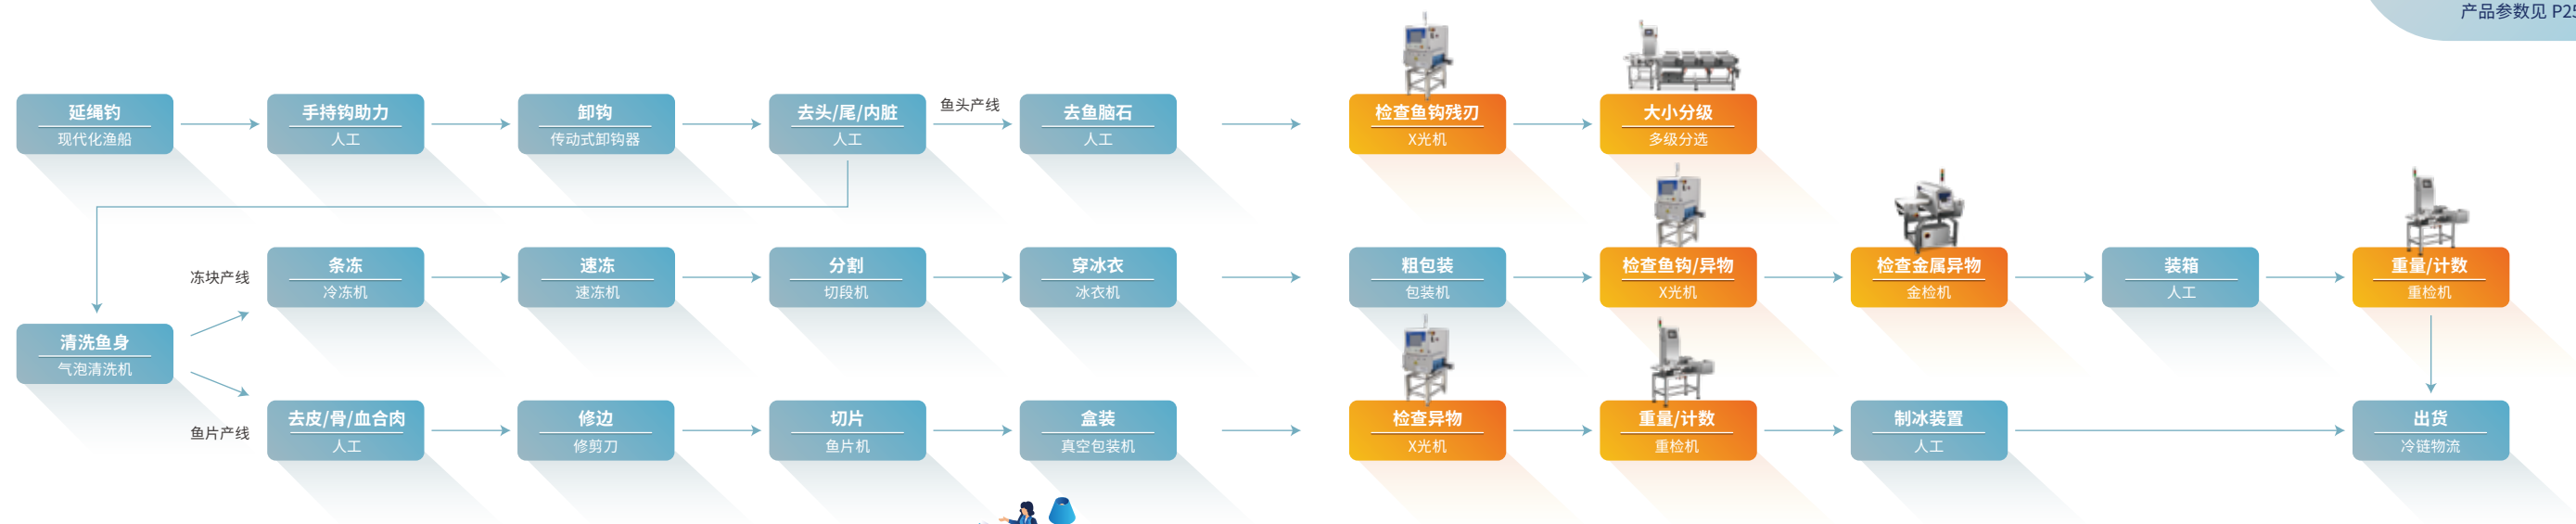 产品参数见 P25
延绳钓
现代化渔船
手持钩助力
人工
卸钩
传动式卸钩器
去头/尾/内脏
人工
鱼头产线
去鱼脑石
人工
检查鱼钩残刃
X光机
大小分级
多级分选
清洗鱼身
气泡清洗机
冻块产线
条冻
冷冻机
速冻
速冻机
分割
切段机
穿冰衣
冰衣机
粗包装
包装机
检查鱼钩/异物
X光机
检查金属异物
金检机
装箱
人工
重量/计数
重检机
鱼片产线
去皮/骨/血合肉
人工
修边
修剪刀
切片
鱼片机
盒装
真空包装机
检查异物
X光机
重量/计数
重检机
制冰装置
人工
出货
冷链物流